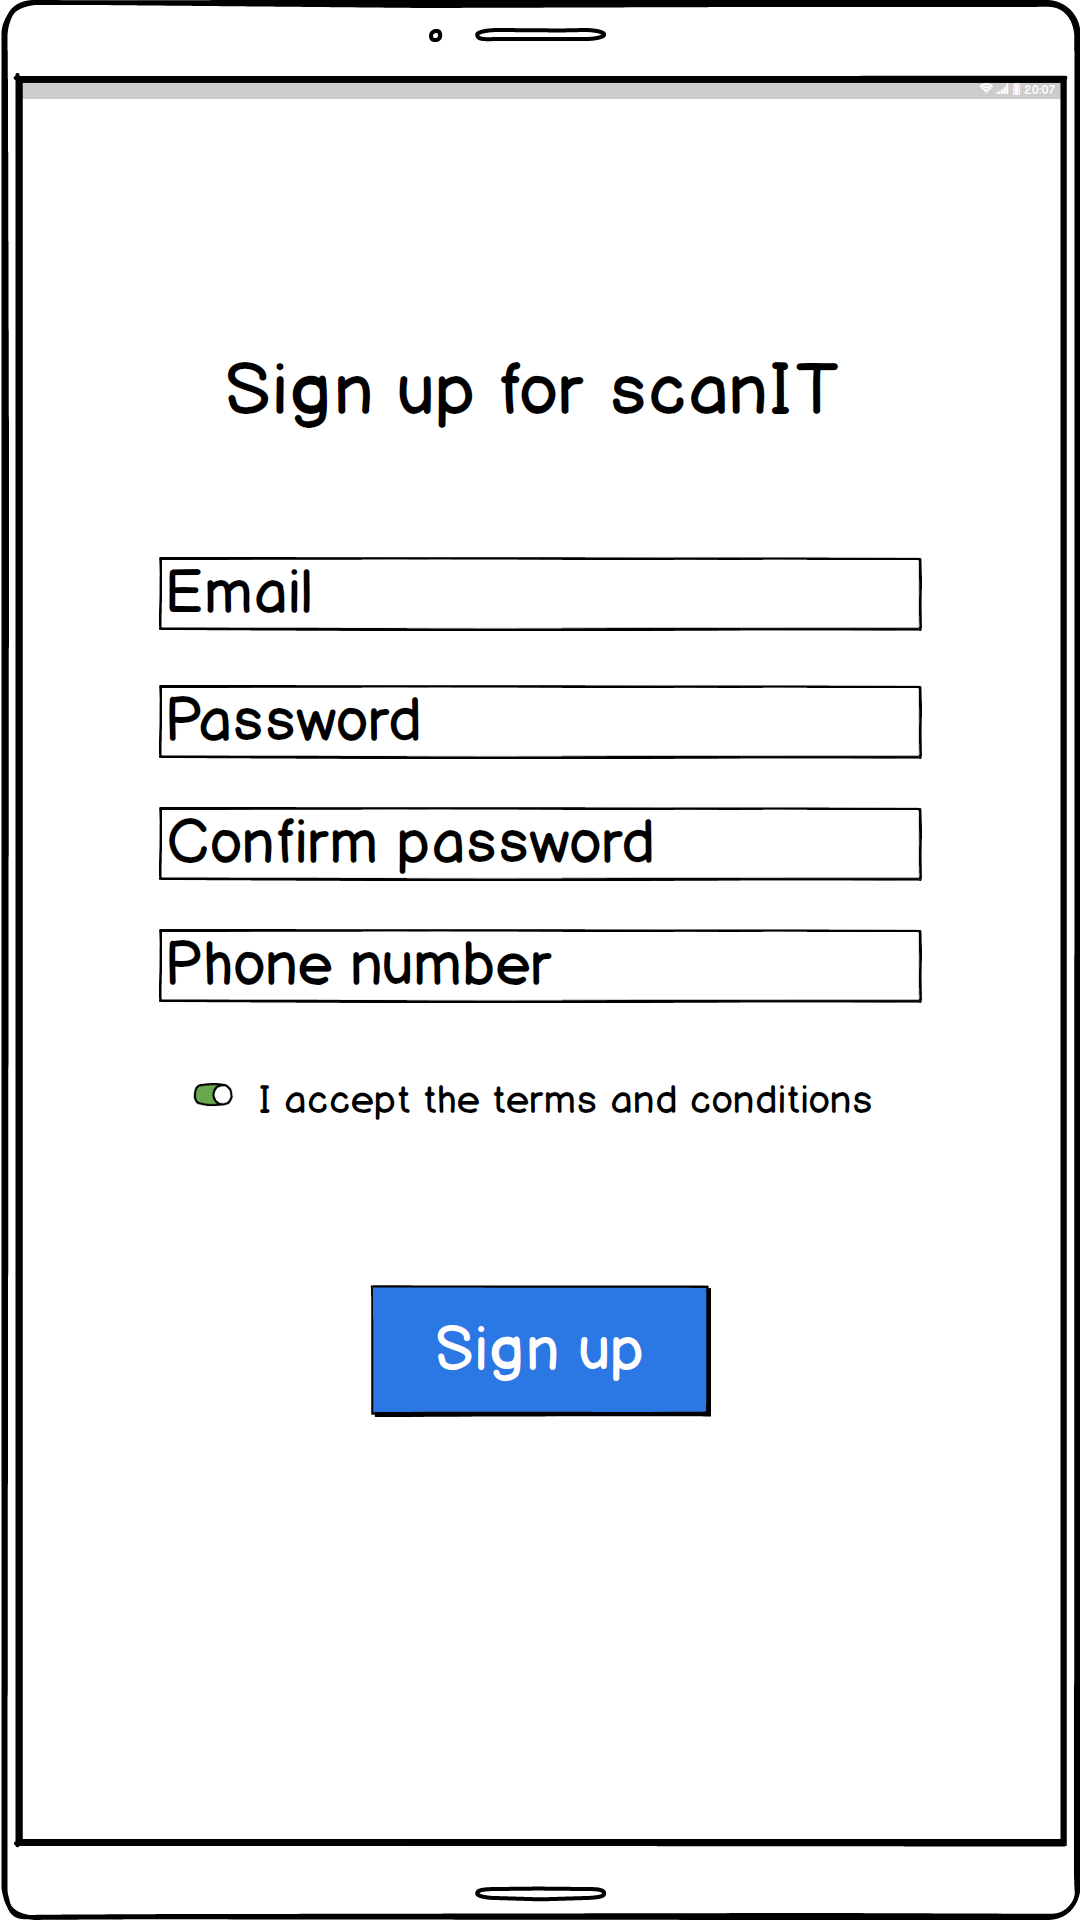 20:07
Sign up for scanIT
Email
Password
Confirm password
Phone number
I accept the terms and conditions
Sign up